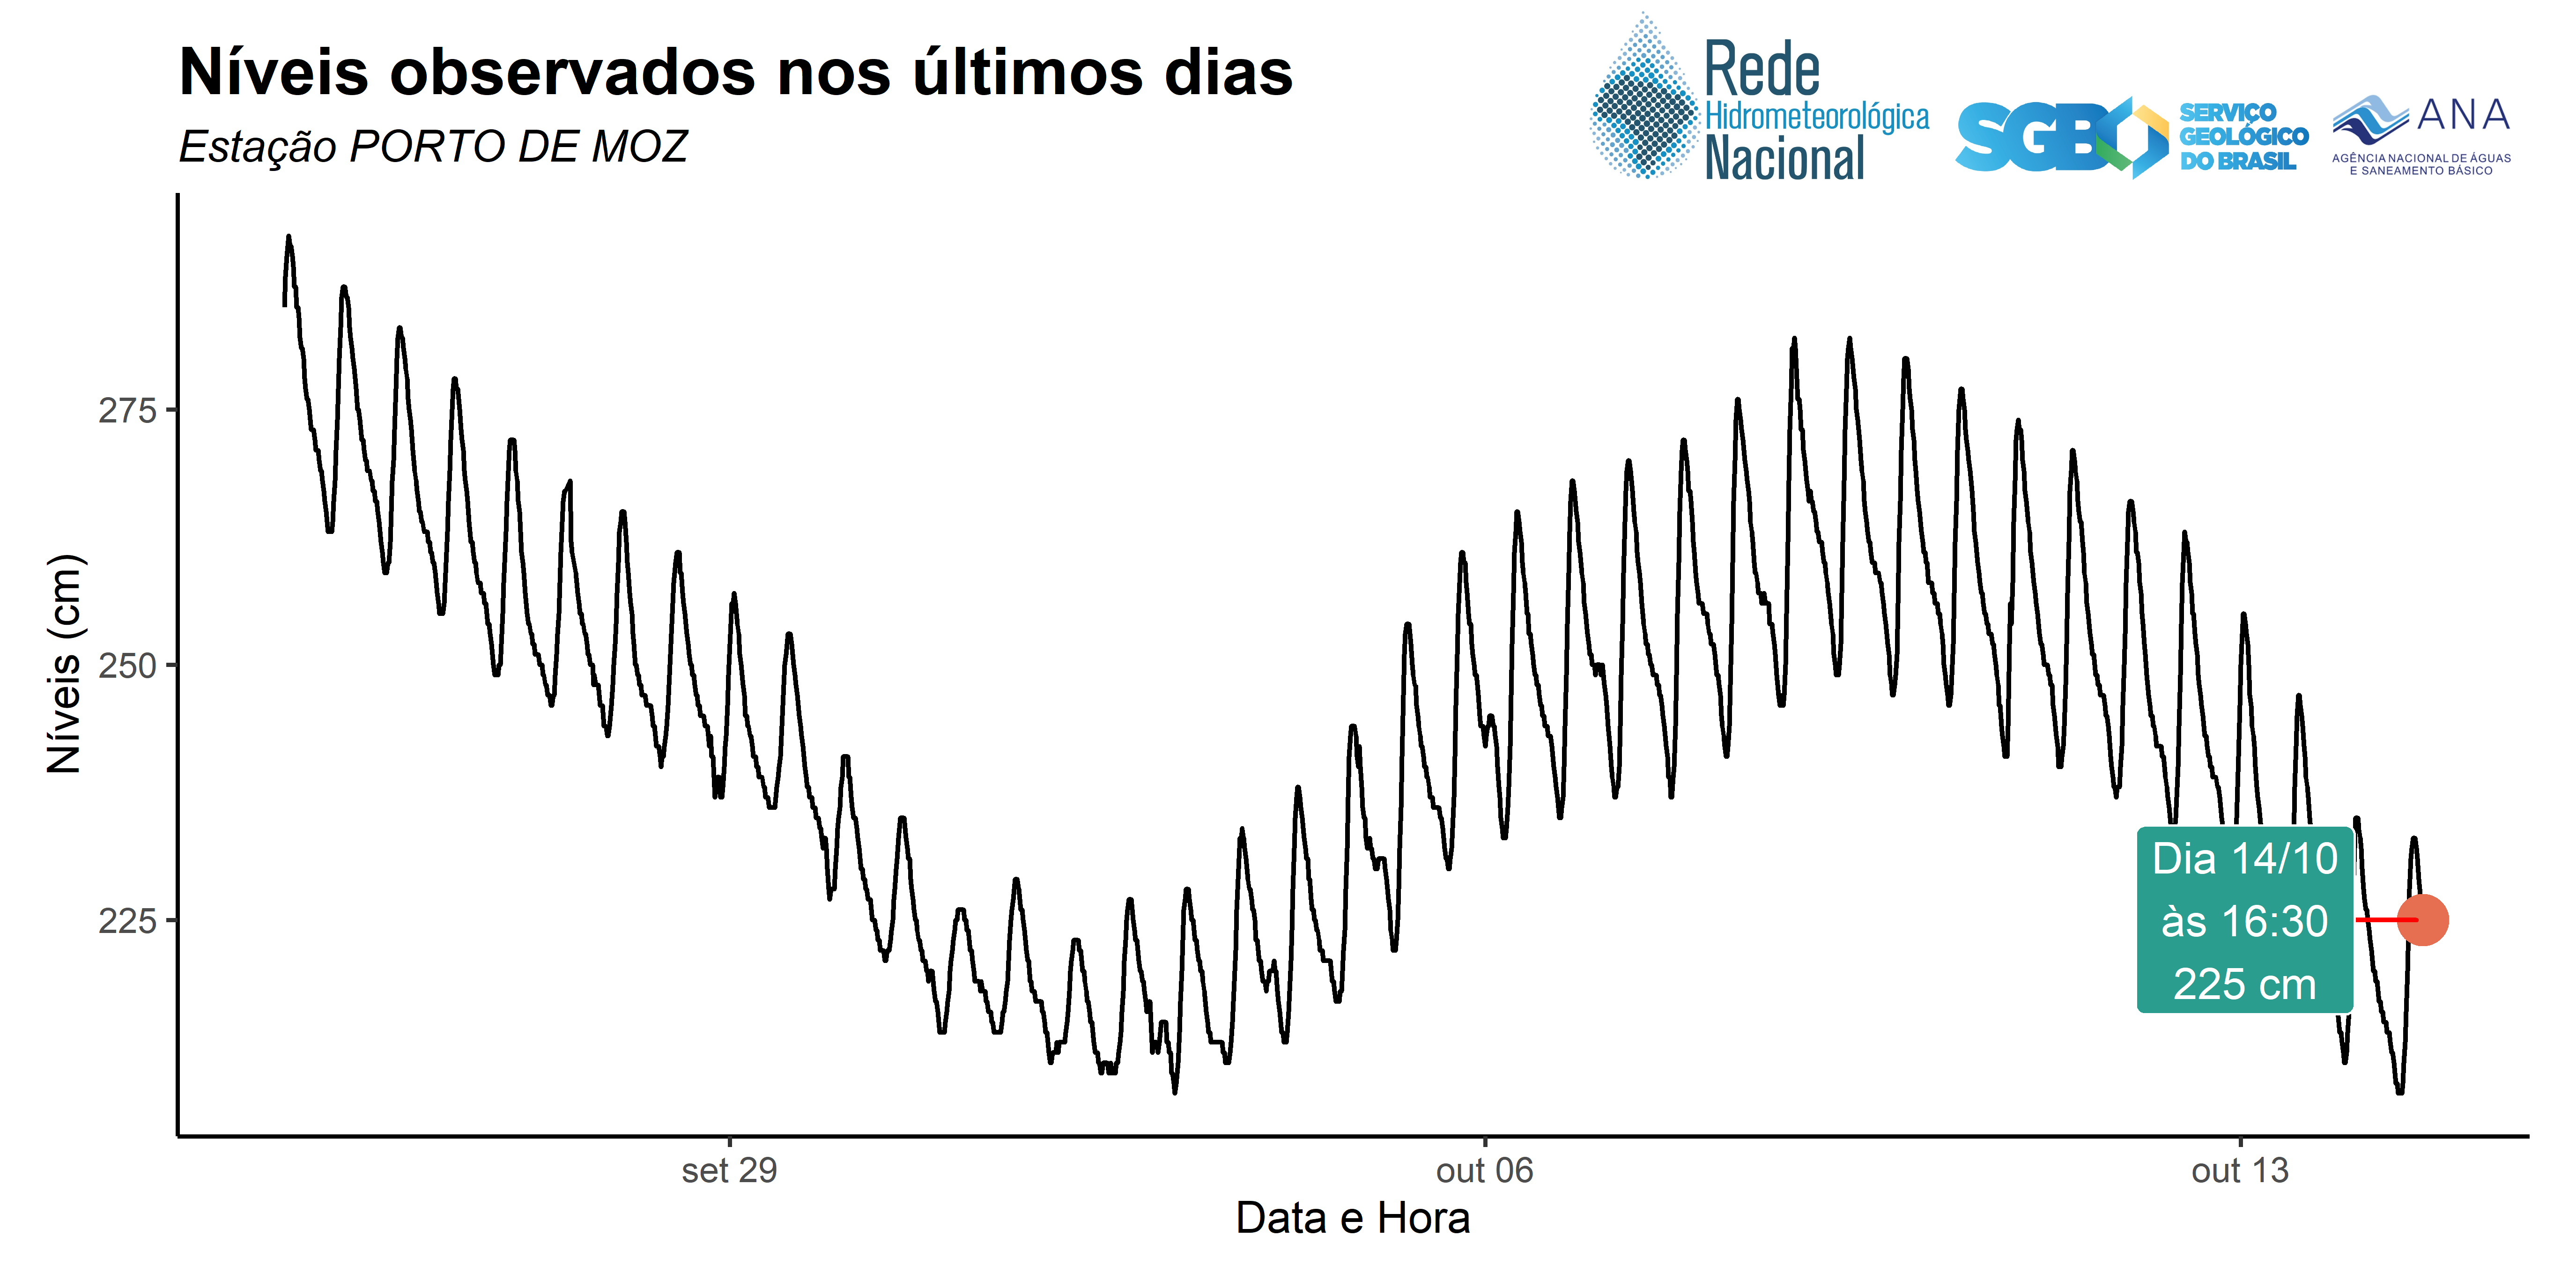 Níveis observados nos últimos dias
Estação PORTO DE MOZ
Rede
Hidrometeorológica
Nacional
SGB
SERVIÇO
GEOLÓGICO
DO BRASIL
ANA
AGÊNCIA NACIONAL DE ÁGUAS
E SANEAMENTO BÁSICO
Níveis (cm)
275
250
225
Dia 14/10
às 16:30
225 cm
set 29
out 06
out 13
Data e Hora